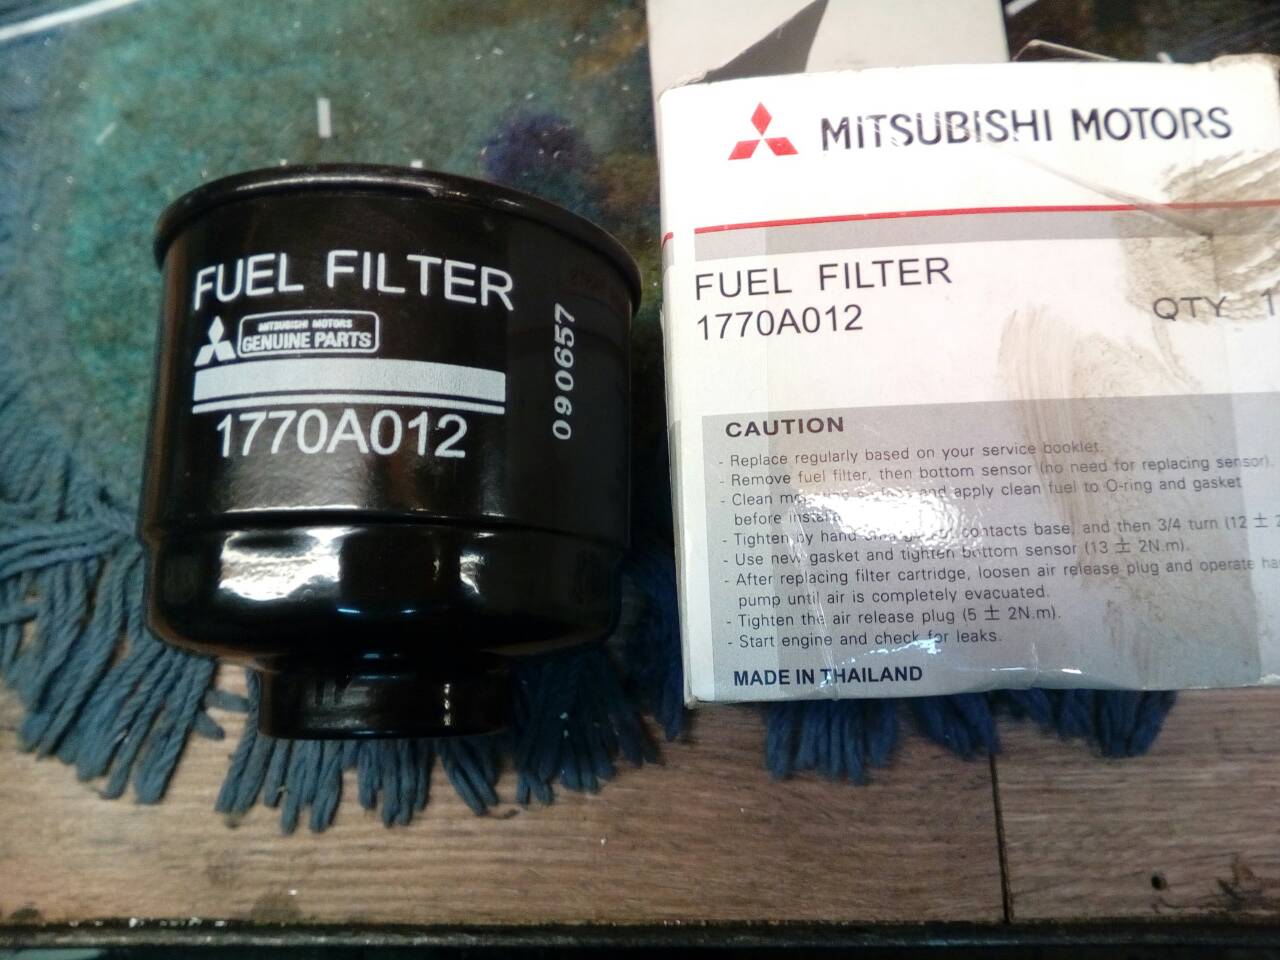 FUEL FILTER
MITSUBISHI MOTORS
GENUINE PARTS
1770A012
090657
MITSUBISHI MOTORS
FUEL FILTER
1770A012
QTY 1
CAUTION
- Replace regularly based on your service booklet.
- Remove fuel filter, then bottom sensor (no need for replacing sensor).
- Clean and apply clean fuel to O-ring and gasket
before
- Tighten by hand contacts base, and then 3/4 turn (12 ±
- Use new gasket and tighten bottom sensor (13 ± 2N.m).
- After replacing filter cartridge, loosen air release plug and operate
pump until air is completely evacuated.
- Tighten the air release plug (5 ± 2N.m).
- Start engine and check for leaks.
MADE IN THAILAND